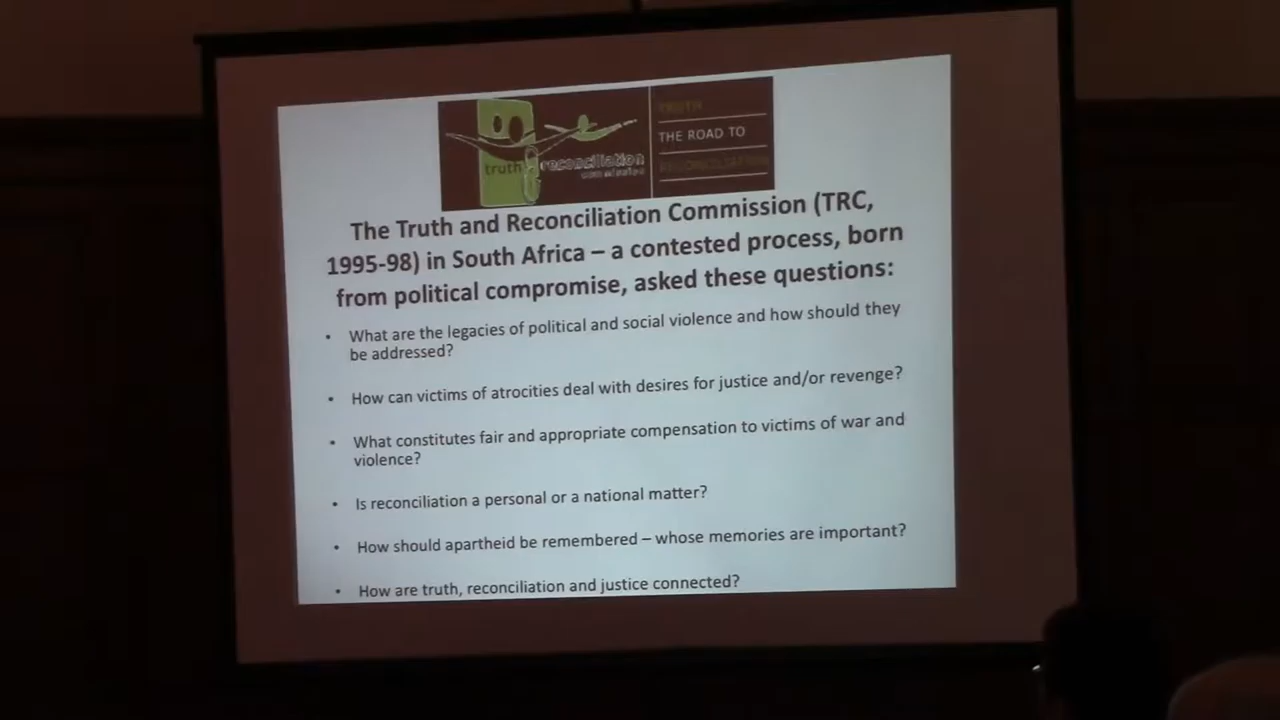 truth
reconciliation
commission
TRUTH
THE ROAD TO
RECONCILIATION
The Truth and Reconciliation Commission (TRC,
1995-98) in South Africa – a contested process, born
from political compromise, asked these questions:
• What are the legacies of political and social violence and how should they
be addressed?
• How can victims of atrocities deal with desires for justice and/or revenge?
• What constitutes fair and appropriate compensation to victims of war and
violence?
• Is reconciliation a personal or a national matter?
• How should apartheid be remembered – whose memories are important?
• How are truth, reconciliation and justice connected?